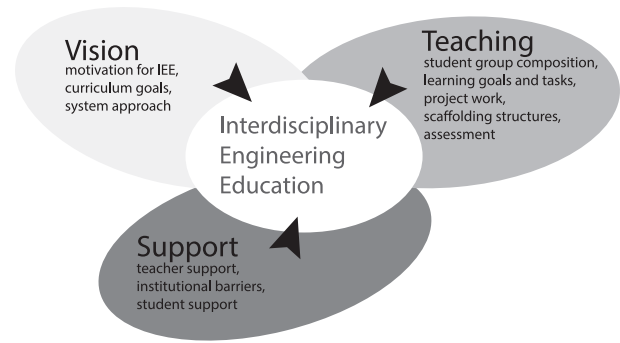 Vision
motivation for IEE,
curriculum goals,
system approach
Teaching
student group composition,
learning goals and tasks,
project work,
scaffolding structures,
assessment
Interdisciplinary
Engineering
Education
Support
teacher support,
institutional barriers,
student support